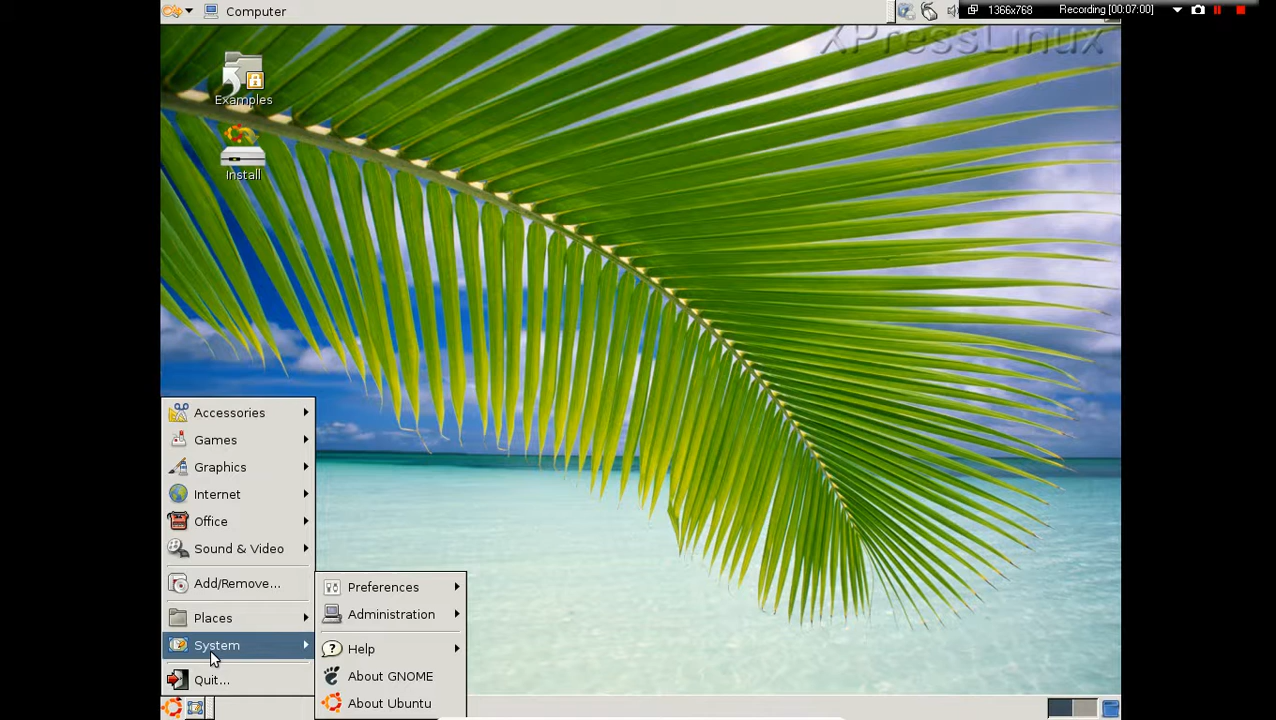 Computer
1366x768
Recording [00:07:00]
XPressLinux
Examples
Install
Accessories
Games
Graphics
Internet
Office
Sound & Video
Add/Remove...
Places
System
Quit...
Preferences
Administration
Help
About GNOME
About Ubuntu